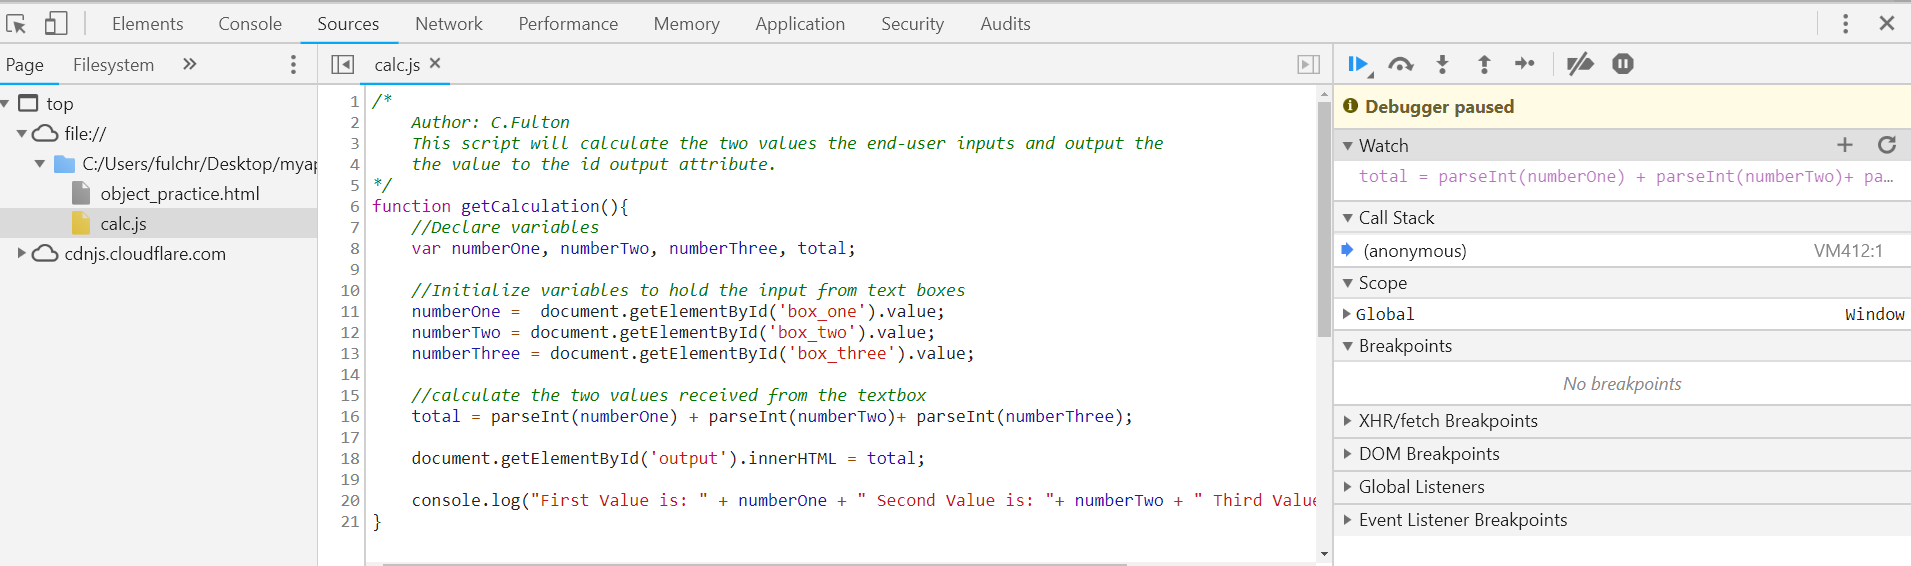 Elements Console Sources Network Performance Memory Application Security Audits
Page Filesystem
top
file://
C:/Users/fulchr/Desktop/myap
object_practice.html
calc.js
cdnjs.cloudflare.com
calc.js
1 /*
2 Author: C.Fulton
3 This script will calculate the two values the end-user inputs and output the
4 the value to the id output attribute.
5 */
6 function getCalculation(){
7 //Declare variables
8 var numberOne, numberTwo, numberThree, total;
9
10 //Initialize variables to hold the input from text boxes
11 numberOne =  document.getElementById('box_one').value;
12 numberTwo = document.getElementById('box_two').value;
13 numberThree = document.getElementById('box_three').value;
14
15 //calculate the two values received from the textbox
16 total = parseInt(numberOne) + parseInt(numberTwo)+ parseInt(numberThree);
17
18 document.getElementById('output').innerHTML = total;
19
20 console.log("First Value is: " + numberOne + " Second Value is: "+ numberTwo + " Third Value
21 }
Debugger paused
Watch
total = parseInt(numberOne) + parseInt(numberTwo)+ pa…
Call Stack
(anonymous) VM412:1
Scope
Global Window
Breakpoints
No breakpoints
XHR/fetch Breakpoints
DOM Breakpoints
Global Listeners
Event Listener Breakpoints